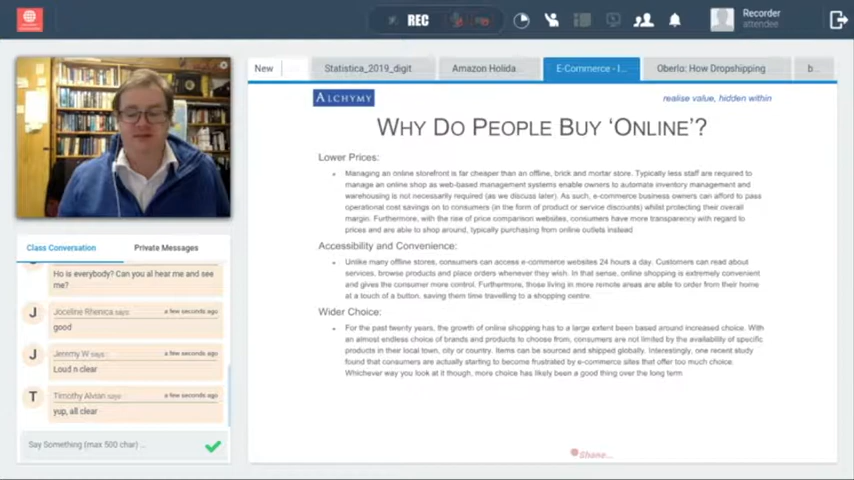 REC
Recorder
attendee
New
Statistica_2019_digit
Amazon Holida
E-Commerce - I...
Oberlo: How Dropshipping
b
ALCHYMY
realise value, hidden within
WHY DO PEOPLE BUY 'ONLINE'?
Lower Prices:
Managing an online storefront is far cheaper than an offline, brick and mortar store. Typically less staff are required to
manage an online shop as web-based management systems enable owners to automate inventory management and
warehousing is not necessarily required (as we discuss later). As such, e-commerce business owners can afford to pass
operational cost savings on to consumers (in the form of product or service discounts) whilst protecting their overall
margin. Furthermore, with the rise of price comparison websites, consumers have more transparency with regard to
prices and are able to shop around, typically purchasing from online outlets instead
Accessibility and Convenience:
Unlike many offline stores, consumers can access e-commerce websites 24 hours a day. Customers can read about
services, browse products and place orders whenever they wish. In that sense, online shopping is extremely convenient
and gives the consumer more control. Furthermore, those living in more remote areas are able to order from their home
at a touch of a button, saving them time travelling to a shopping centre.
Wider Choice:
For the past twenty years, the growth of online shopping has to a large extent been based around increased choice. With
an almost endless choice of brands and products to choose from, consumers are not limited by the availability of specific
products in their local town, city or country. Items can be sourced and shipped globally. Interestingly, one recent study
found that consumers are actually starting to become frustrated by e-commerce sites that offer too much choice.
Whichever way you look at it though, more choice has likely been a good thing over the long term
Shane...
Class Conversation
Private Messages
Ho is everybody? Can you al hear me and see
me?
J
Joceline Rhenica says: a few seconds ago
good
J
Jeremy W says: a few seconds ago
Loud n clear
T
Timothy Alvian says a few seconds ago
yup, all clear
Say Something (max 500 char) ...